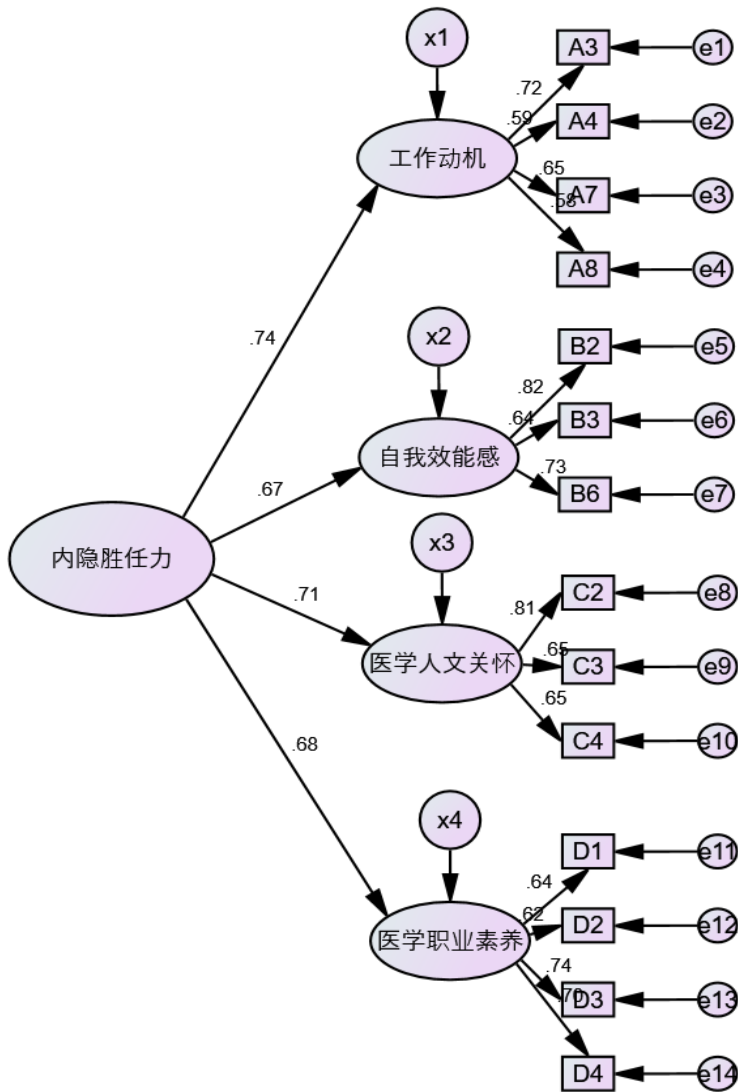 x1
A3
e1
.72
A4
e2
.59
工作动机
.65
A7
e3
.58
A8
e4
.74
x2
B2
e5
.82
B3
e6
.64
自我效能感
.73
B6
e7
.67
内隐胜任力
x3
C2
e8
.81
.71
医学人文关怀
.65
C3
e9
.65
C4
e10
.68
x4
D1
e11
.64
D2
e12
.62
医学职业素养
.74
D3
e13
.70
D4
e14